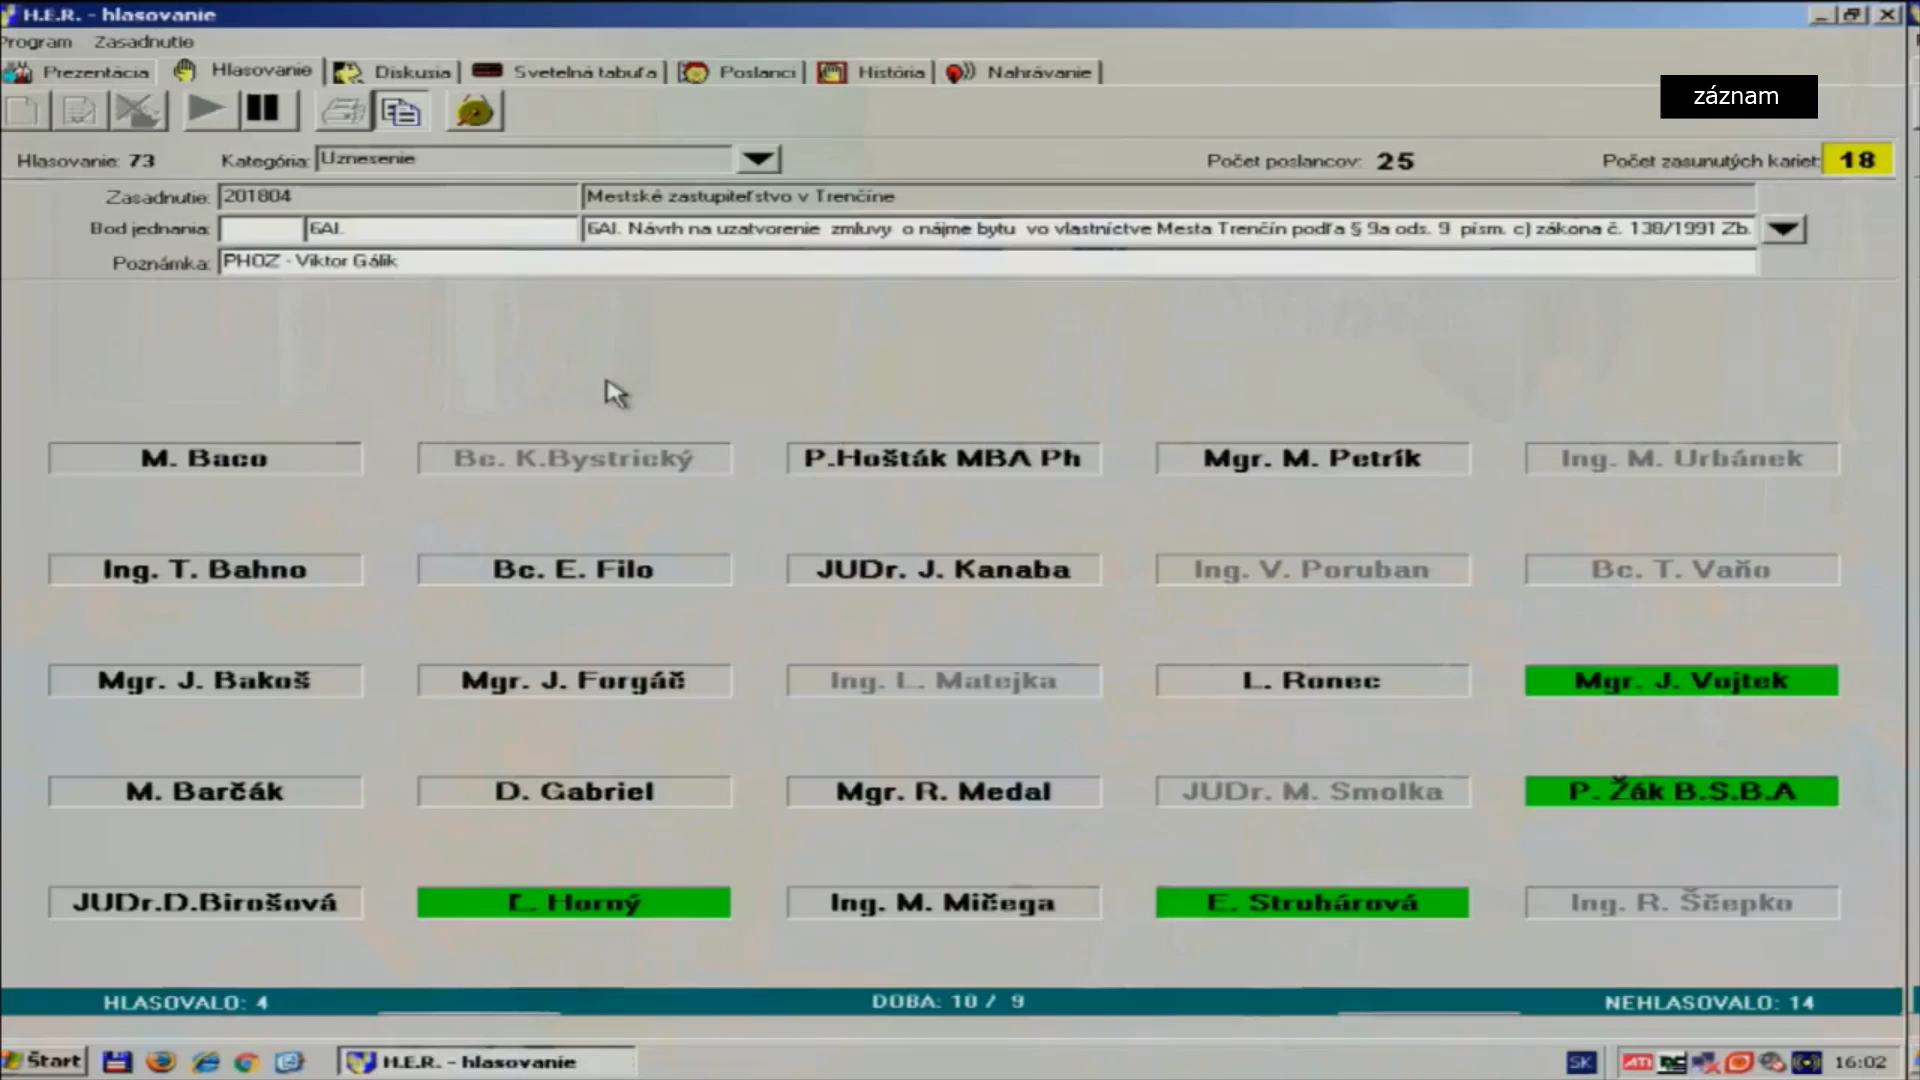 H.E.R. - hlasovanie
Program Zasadnutie
Prezentácia Hlasovanie Diskusia Svetelná tabuľa Poslanci História Nahrávanie
záznam
Hlasovanie: 73 Kategória: Uznesenie Počet poslancov: 25 Počet zasunutých kariet: 18
Zasadnutie: 201804 Mestské zastupiteľstvo v Trenčíne
Bod jednania: 6AI. 6AI. Návrh na uzatvorenie zmluvy o nájme bytu vo vlastníctve Mesta Trenčín podľa § 9a ods. 9 písm. c) zákona č. 138/1991 Zb.
Poznámka: PHOZ - Viktor Gálik
M. Baco Bc. K.Bystrický P.Hošták MBA Ph Mgr. M. Petrík Ing. M. Urbánek
Ing. T. Bahno Bc. E. Filo JUDr. J. Kanaba Ing. V. Poruban Bc. T. Vaňo
Mgr. J. Bakoš Mgr. J. Forgáč Ing. L. Matejka L. Ronec Mgr. J. Vojtek
M. Barčák D. Gabriel Mgr. R. Medal JUDr. M. Smolka P. Žák B.S.B.A
JUDr.D.Birošová Horný Ing. M. Mičega E. Struhárová Ing. R. Ščepko
HLASOVALO: 4 DOBA: 10 / 9 NEHLASOVALO: 14
Štart H.E.R. - hlasovanie SK ATI 16:02